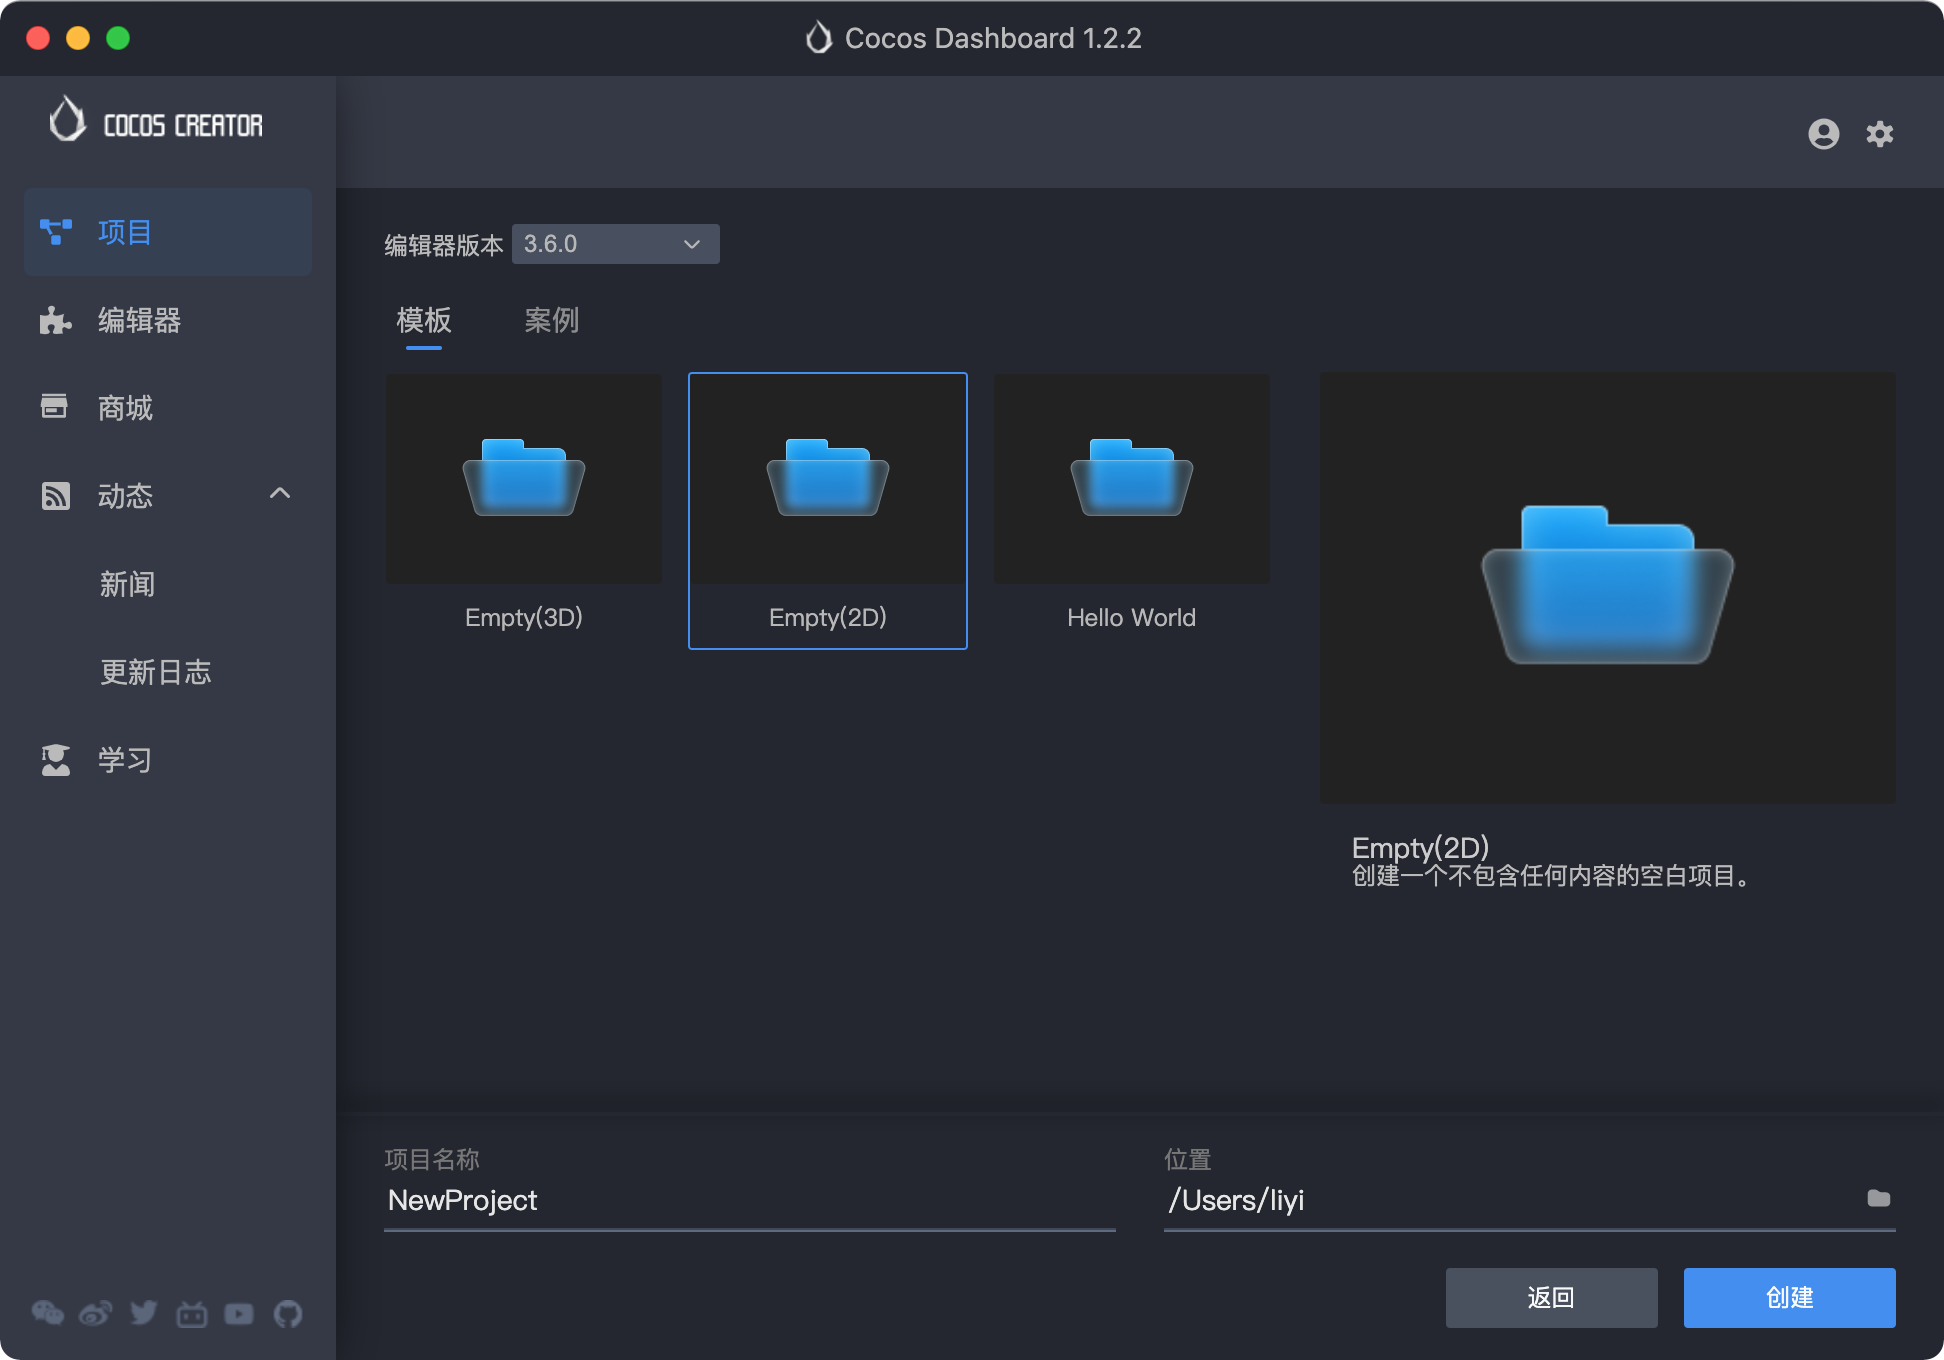 Cocos Dashboard 1.2.2
COCOS CREATOR
项目
编辑器
商城
动态
新闻
更新日志
学习
编辑器版本 3.6.0
模板 案例
Empty(3D) Empty(2D) Hello World
Empty(2D)
创建一个不包含任何内容的空白项目。
项目名称 位置
NewProject /Users/liyi
返回 创建